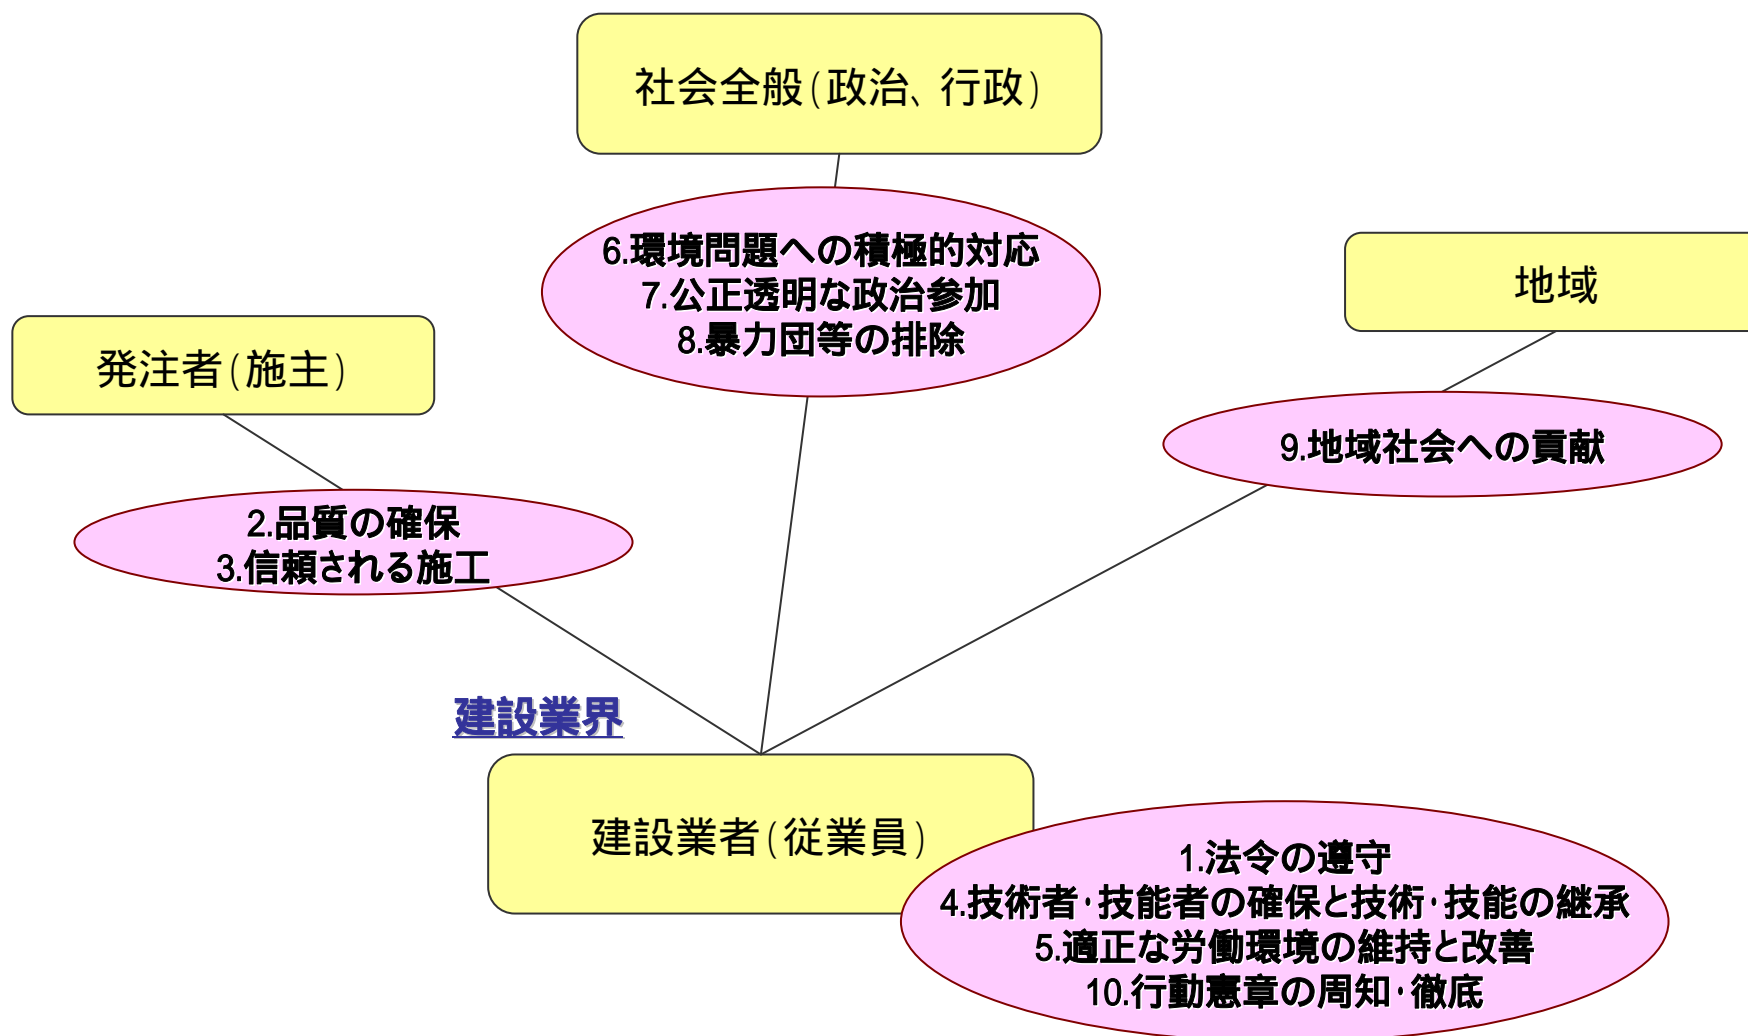 社会全般(政治、行政)
6.環境問題への積極的対応
7.公正透明な政治参加
8.暴力団等の排除
地域
9.地域社会への貢献
発注者(施主)
2.品質の確保
3.信頼される施工
建設業界
建設業者(従業員)
1.法令の遵守
4.技術者・技能者の確保と技術・技能の継承
5.適正な労働環境の維持と改善
10.行動憲章の周知・徹底